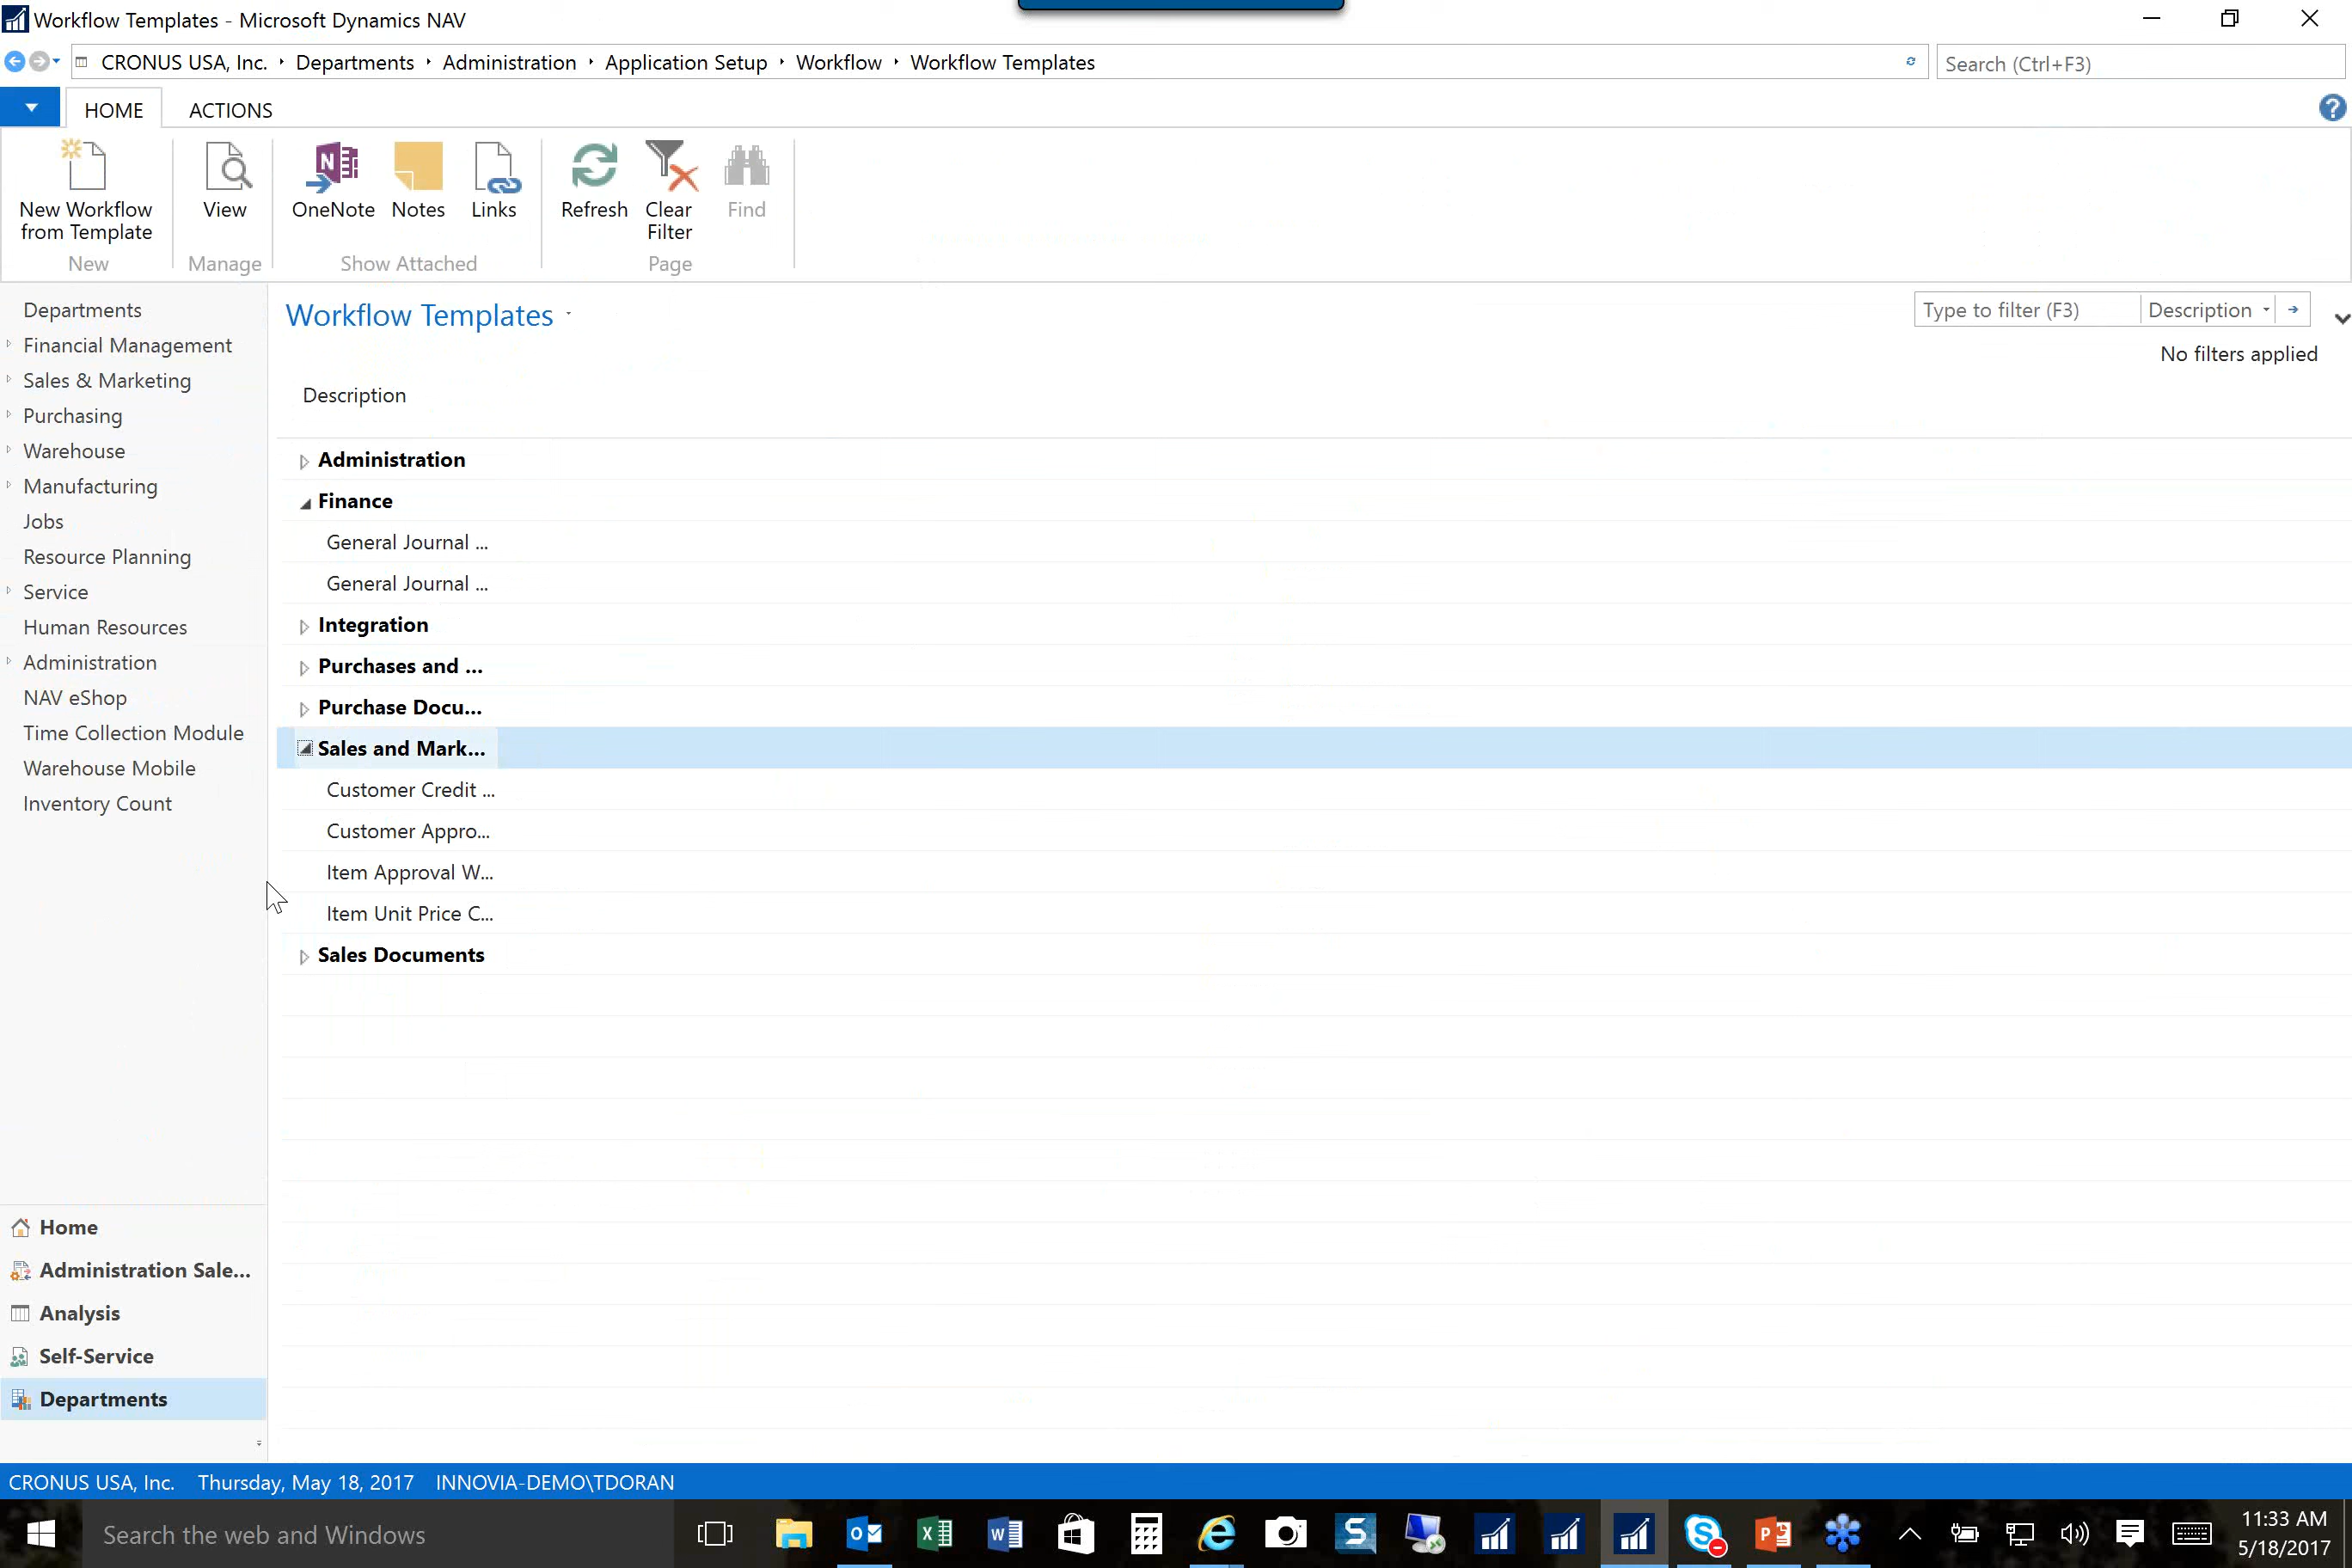 Workflow Templates - Microsoft Dynamics NAV
CRONUS USA, Inc. Departments Administration Application Setup Workflow Workflow Templates
Search (Ctrl+F3)
HOME ACTIONS
New Workflow from Template
View
OneNote
Notes
Links
Refresh
Clear Filter
Find
New
Manage
Show Attached
Page
Departments
Financial Management
Sales & Marketing
Purchasing
Warehouse
Manufacturing
Jobs
Resource Planning
Service
Human Resources
Administration
NAV eShop
Time Collection Module
Warehouse Mobile
Inventory Count
Home
Administration Sale...
Analysis
Self-Service
Departments
Workflow Templates
Type to filter (F3) Description
No filters applied
Description
Administration
Finance
General Journal ...
General Journal ...
Integration
Purchases and ...
Purchase Docu...
Sales and Mark...
Customer Credit ...
Customer Appro...
Item Approval W...
Item Unit Price C...
Sales Documents
CRONUS USA, Inc. Thursday, May 18, 2017 INNOVIA-DEMO\TDORAN
Search the web and Windows
11:33 AM
5/18/2017